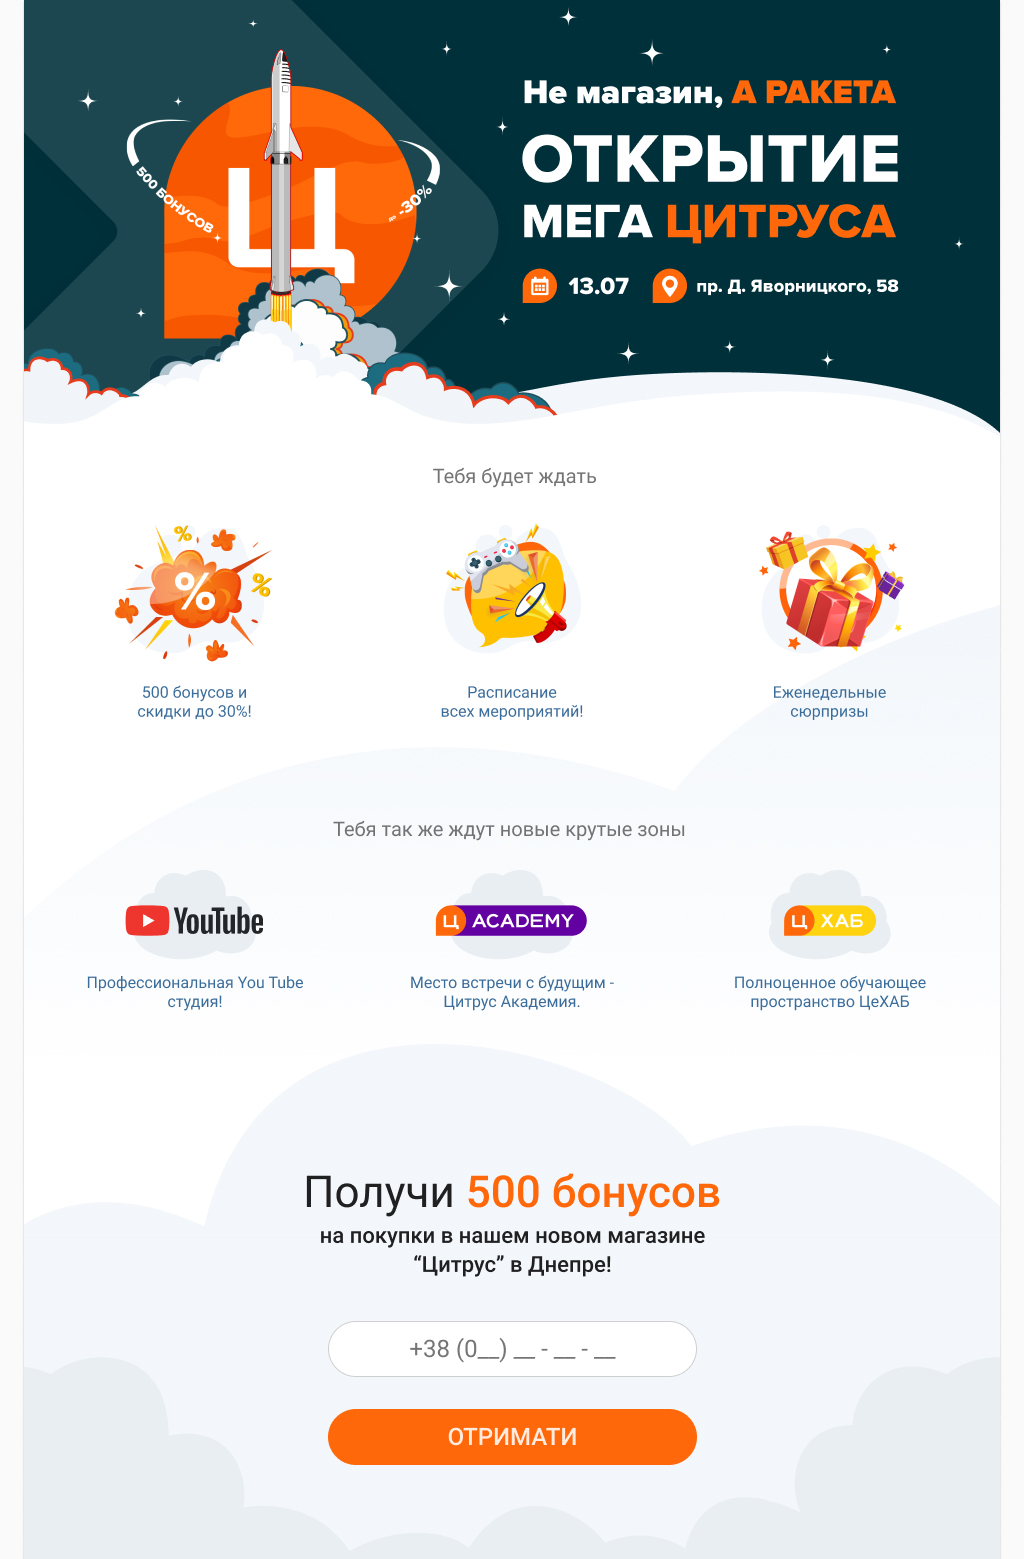 Не магазин, А РАКЕТА
ОТКРЫТИЕ
МЕГА ЦИТРУСА
13.07 пр. Д. Яворницкого, 58
500 БОНУСОВ
Ц
до -30%
Тебя будет ждать
%
%
%
500 бонусов и
скидки до 30%!
Расписание
всех мероприятий!
Еженедельные
сюрпризы
Тебя так же ждут новые крутые зоны
YouTube
Ц ACADEMY
Ц ХАБ
Профессиональная You Tube
студия!
Место встречи с будущим -
Цитрус Академия.
Полноценное обучающее
пространство ЦеХАБ
Получи 500 бонусов
на покупки в нашем новом магазине
“Цитрус” в Днепре!
+38 (0__) __ - __ - __
ОТРИМАТИ